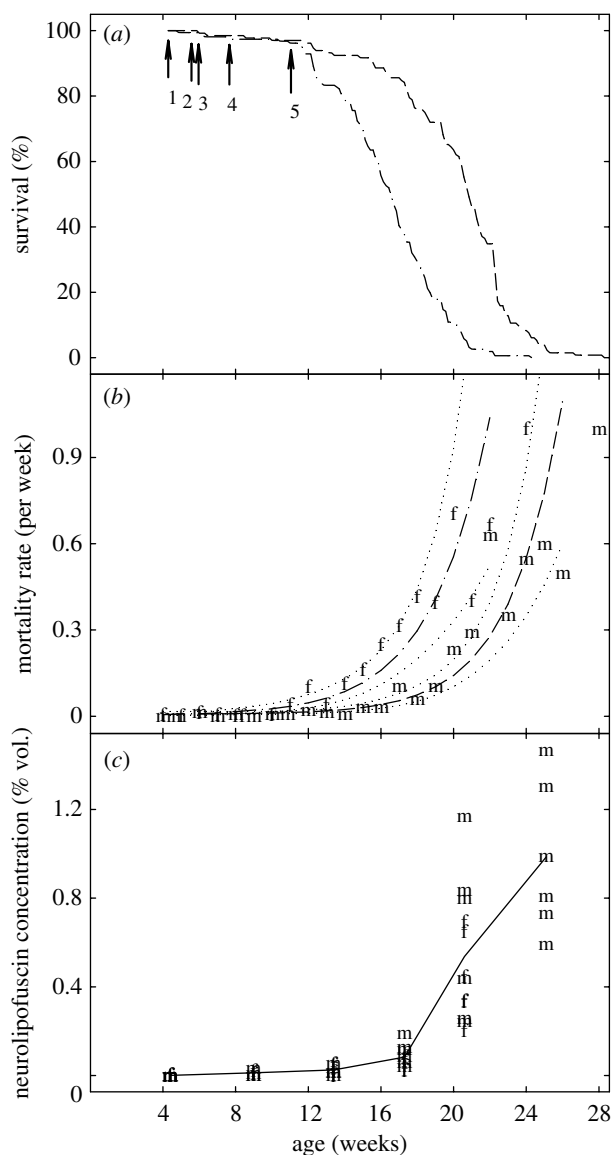 (a)
100
80
60
40
20
0
survival (%)
1 2 3 4 5
(b)
0.9
0.6
0.3
0
mortality rate (per week)
f f f f f f f f f f f f f
m m m m m m m m m m m m
(c)
1.2
0.8
0.4
0
neurolipofuscin concentration (% vol.)
m m m m m m
f f f f
4 8 12 16 20 24 28
age (weeks)